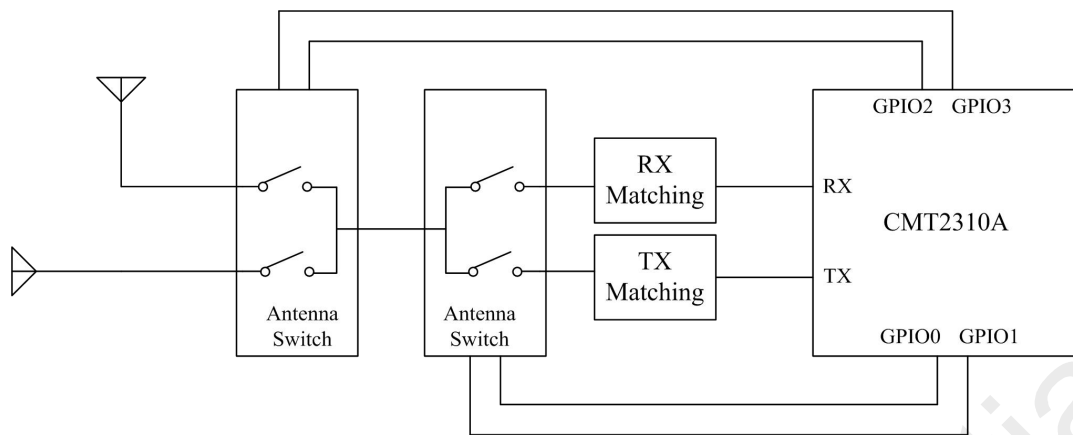 GPIO2 GPIO3
RX
Matching
RX
CMT2310A
TX
Matching
TX
Antenna
Switch
Antenna
Switch
GPIO0 GPIO1